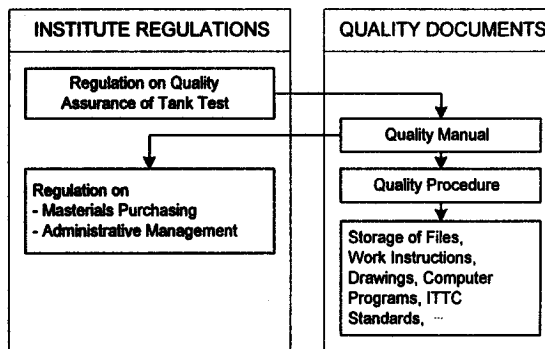 INSTITUTE REGULATIONS
Regulation on Quality
Assurance of Tank Test
Regulation on
- Masterials Purchasing
- Administrative Management
QUALITY DOCUMENTS
Quality Manual
Quality Procedure
Storage of Files,
Work Instructions,
Drawings, Computer
Programs, ITTC
Standards, ...